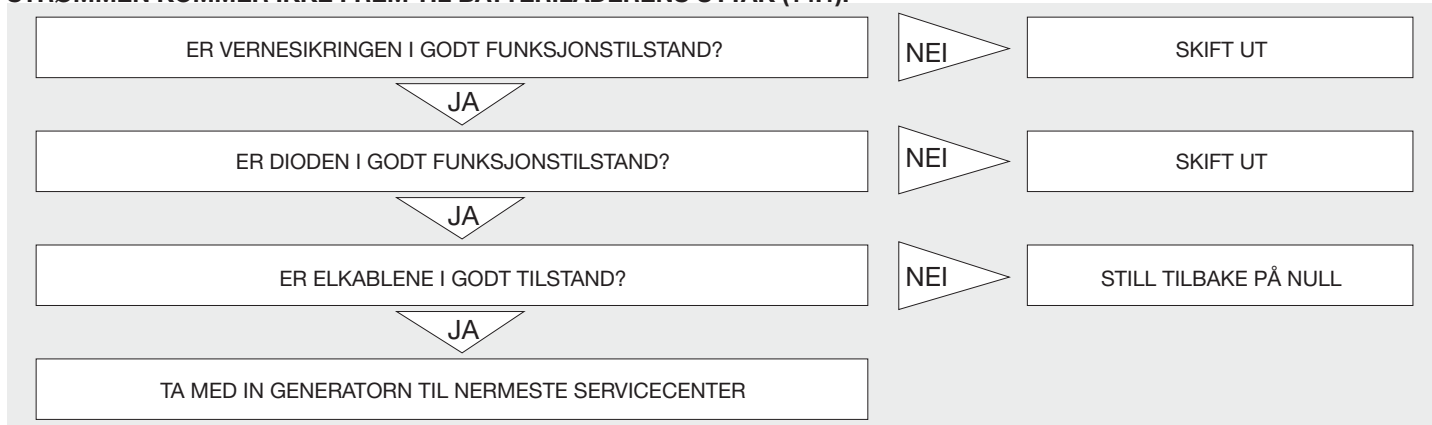 ER VERNESIKRINGEN I GODT FUNKSJONSTILSTAND?
NEI
SKIFT UT
JA
ER DIODEN I GODT FUNKSJONSTILSTAND?
NEI
SKIFT UT
JA
ER ELKABLENE I GODT TILSTAND?
NEI
STILL TILBAKE PÅ NULL
JA
TA MED IN GENERATORN TIL NERMESTE SERVICECENTER